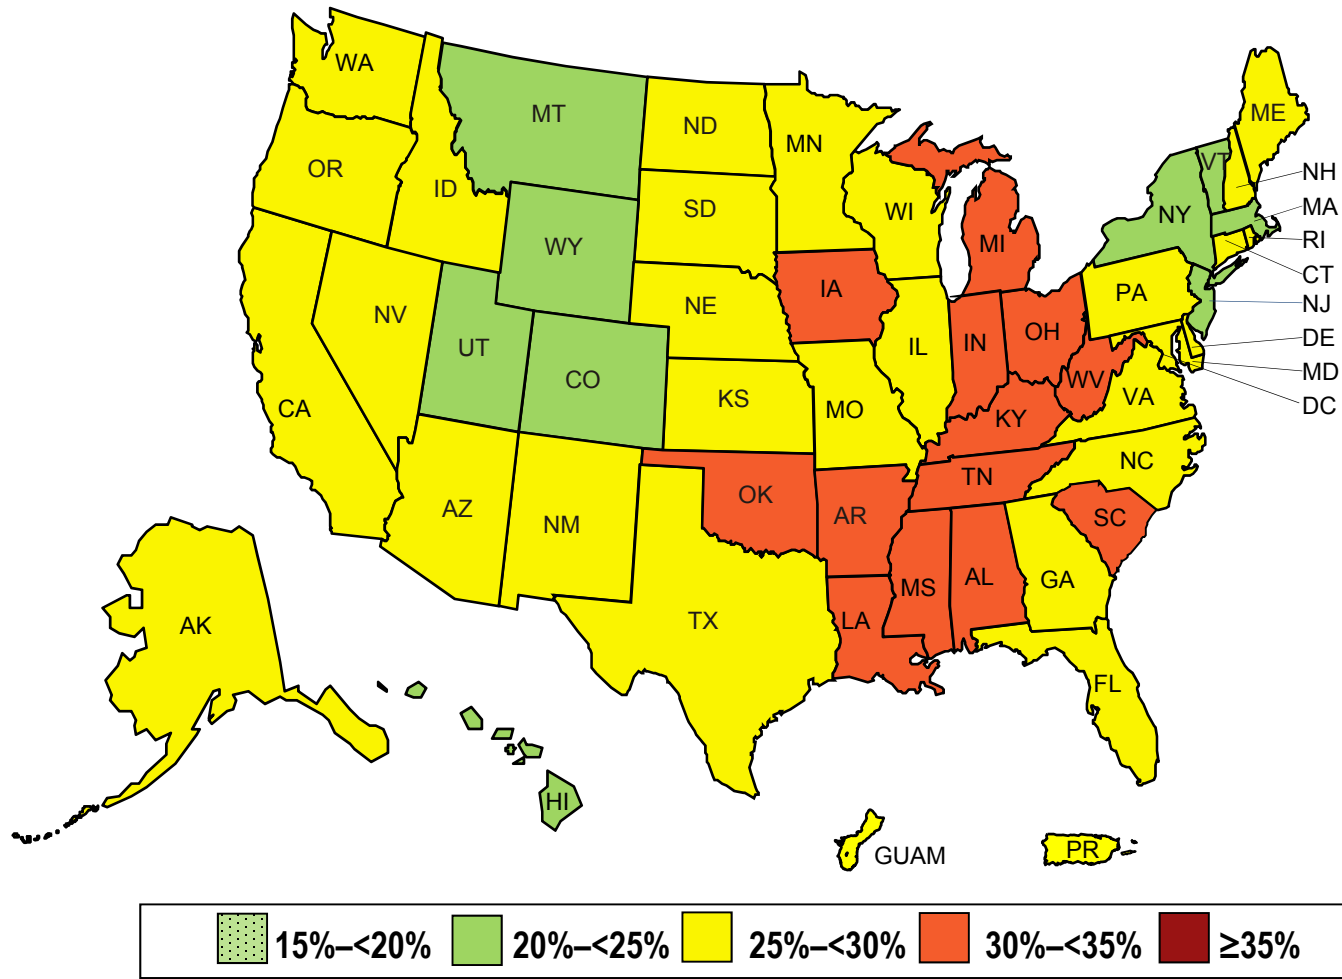 WA
MT
ND
MN
ME
OR
ID
SD
WI
MI
NY
VT
NH
MA
RI
CT
NJ
DE
MD
DC
WY
IA
NE
PA
NV
UT
CO
IL
IN
OH
WV
VA
CA
KS
MO
KY
NC
AZ
NM
OK
AR
TN
SC
TX
LA
MS
AL
GA
FL
AK
HI
GUAM
PR
15%–<20% 20%–<25% 25%–<30% 30%–<35% ≥35%